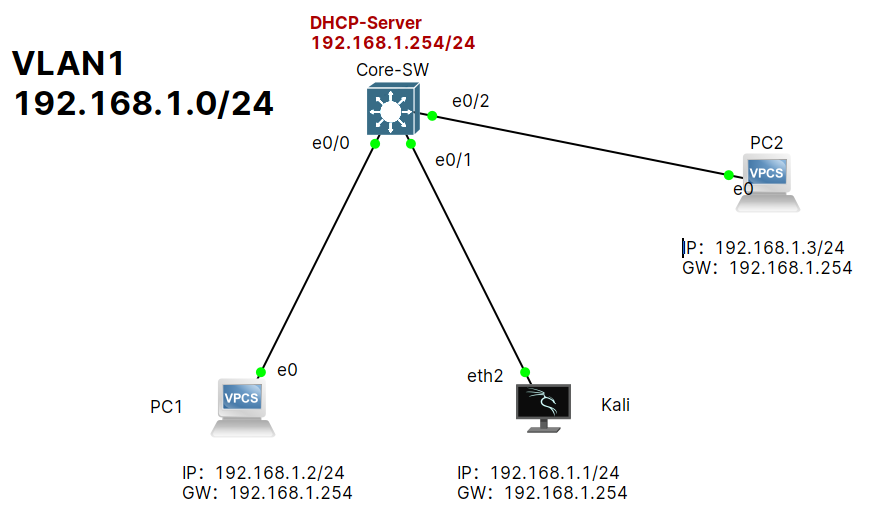 DHCP-Server
192.168.1.254/24
VLAN1
192.168.1.0/24
Core-SW
e0/2
e0/0
e0/1
PC2
VPCS
e0
IP：192.168.1.3/24
GW：192.168.1.254
e0
eth2
VPCS
PC1
Kali
IP：192.168.1.2/24
GW：192.168.1.254
IP：192.168.1.1/24
GW：192.168.1.254